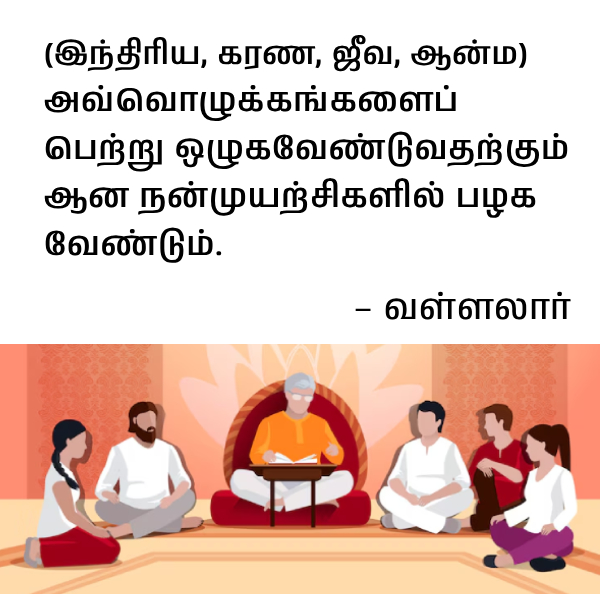 (இந்திரிய, கரண, ஜீவ, ஆன்ம)
அவ்வொழுக்கங்களைப்
பெற்று ஒழுகவேண்டுவதற்கும்
ஆன நன்முயற்சிகளில் பழக
வேண்டும்.
– வள்ளலார்